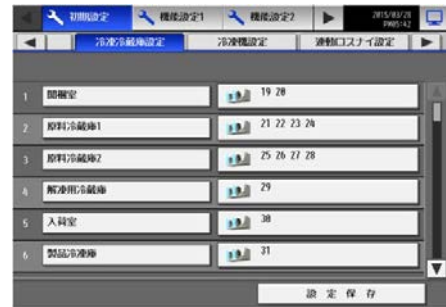 初期設定 機能設定1 機能設定2 2015/03/28
PM05:42
冷凍冷蔵庫設定 冷凍機設定 連動コスナイ設定
1 開梱室 19 20
2 原料冷蔵庫1 21 22 23 24
3 原料冷蔵庫2 25 26 27 28
4 解凍用冷蔵庫 29
5 入荷室 30
6 製品冷凍庫 31
設定保存